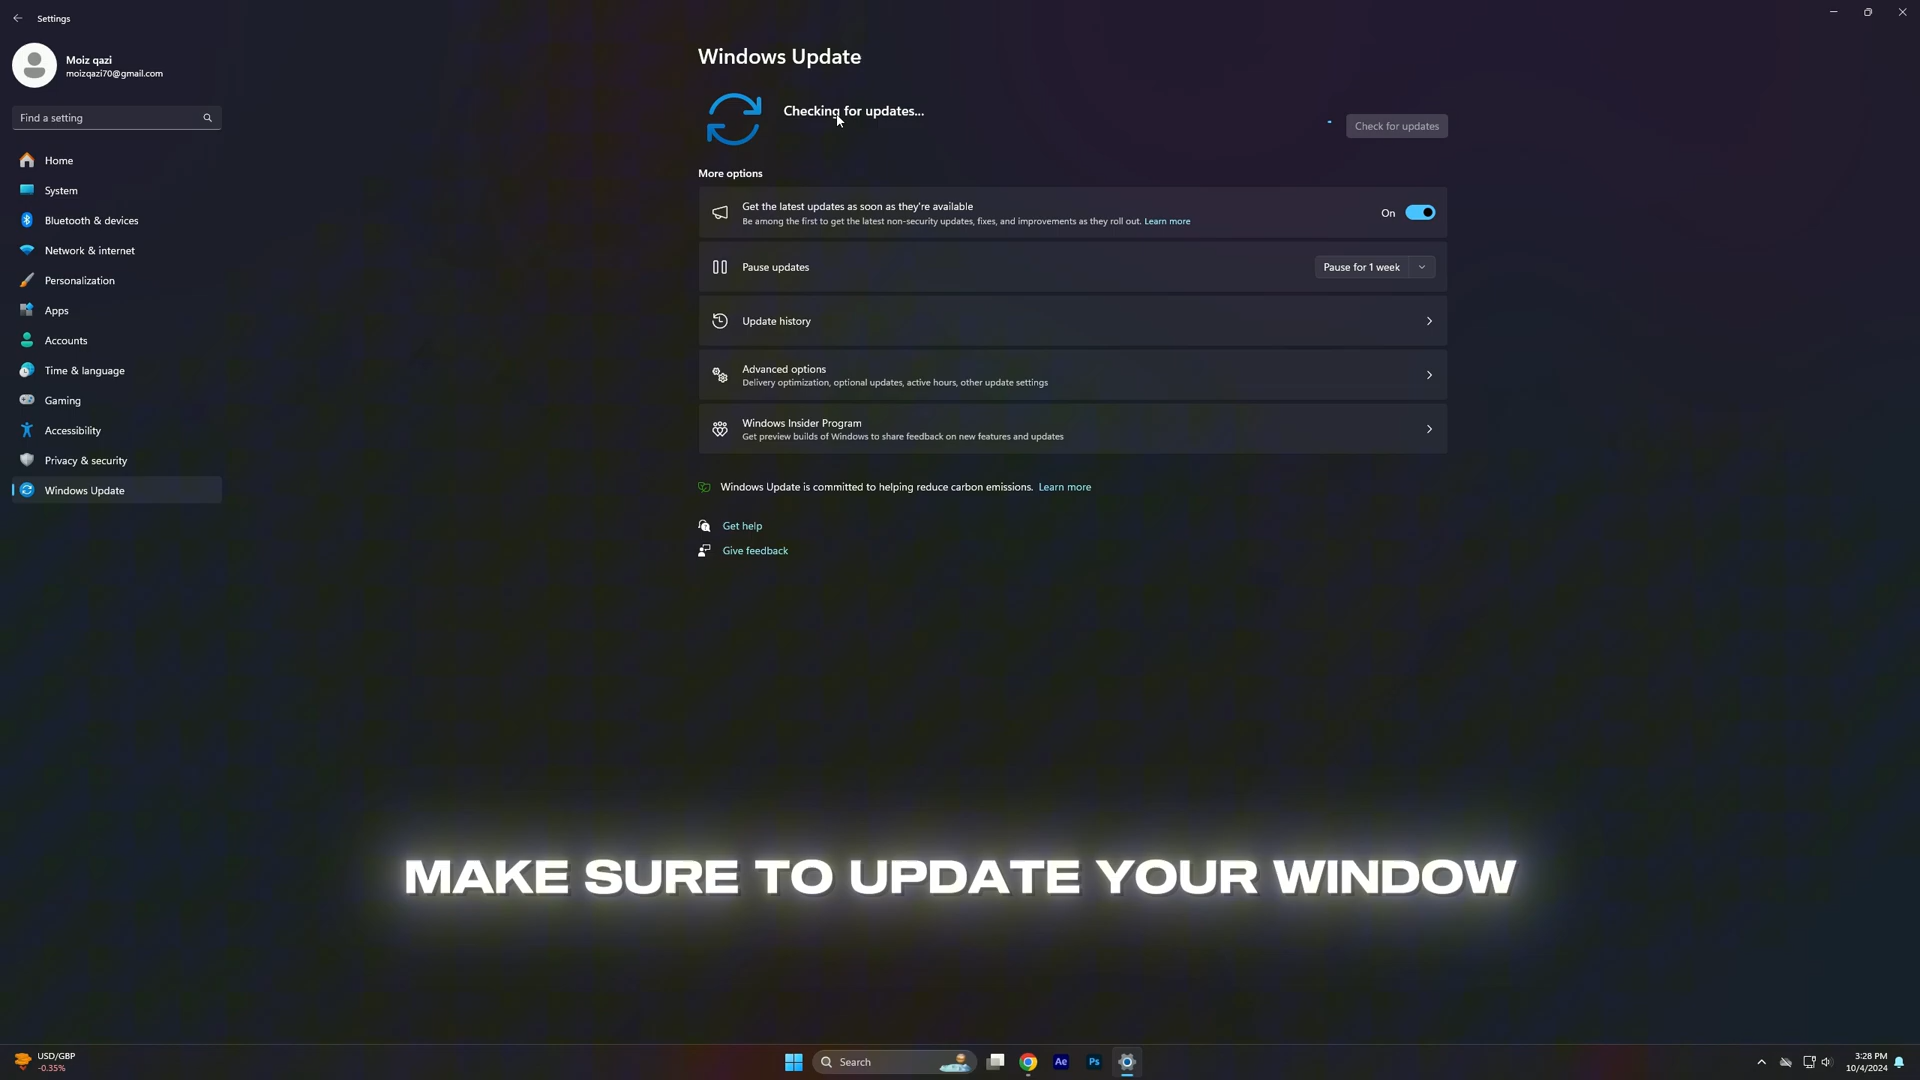 Settings
Moiz qazi
moizqazi70@gmail.com
Find a setting
Home
System
Bluetooth & devices
Network & internet
Personalization
Apps
Accounts
Time & language
Gaming
Accessibility
Privacy & security
Windows Update
Windows Update
Checking for updates...
Check for updates
More options
Get the latest updates as soon as they're available
Be among the first to get the latest non-security updates, fixes, and improvements as they roll out. Learn more
On
Pause updates
Pause for 1 week
Update history
Advanced options
Delivery optimization, optional updates, active hours, other update settings
Windows Insider Program
Get preview builds of Windows to share feedback on new features and updates
Windows Update is committed to helping reduce carbon emissions. Learn more
Get help
Give feedback
MAKE SURE TO UPDATE YOUR WINDOW
USD/GBP
-0.35%
Search
Ae
Ps
3:28 PM
10/4/2024